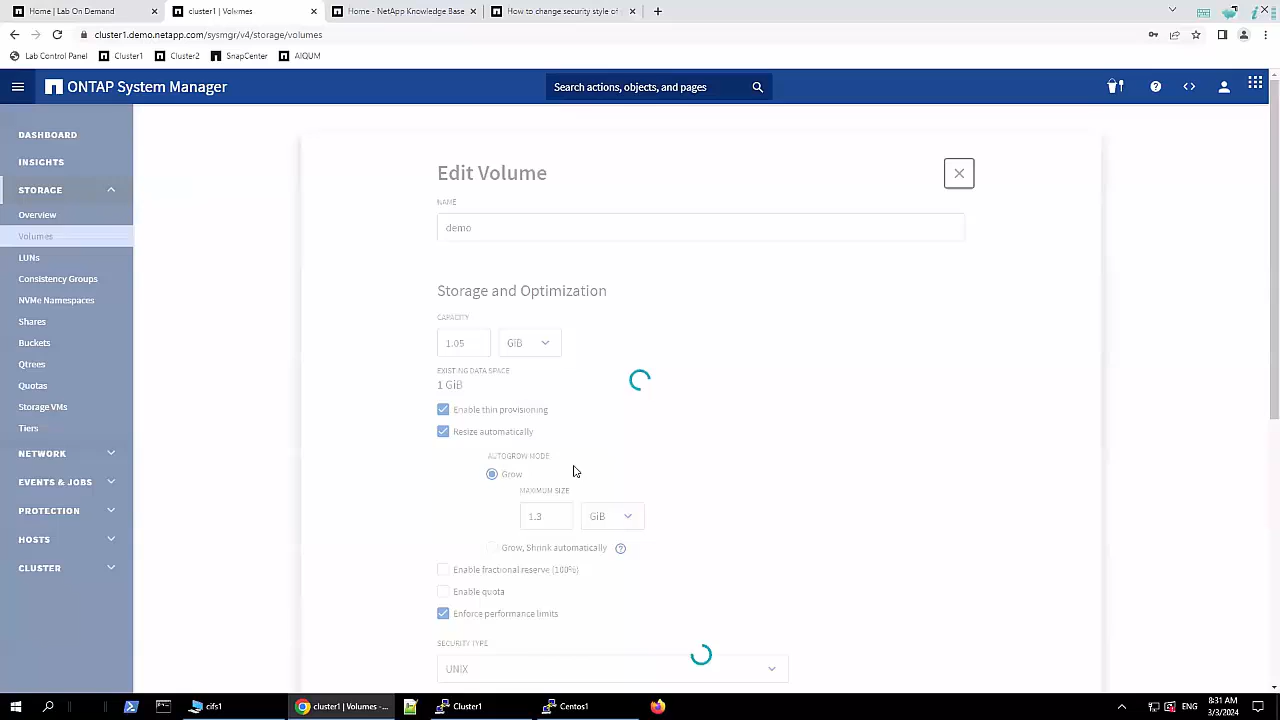 Home | Lab On Demand
cluster1 | Volumes
Home - NetApp Knowledge Base
How to change security style of
cluster1.demo.netapp.com/sysmgr/v4/storage/volumes
Lab Control Panel
Cluster1
Cluster2
SnapCenter
AIQUM
ONTAP System Manager
Search actions, objects, and pages
DASHBOARD
INSIGHTS
STORAGE
Overview
Volumes
LUNs
Consistency Groups
NVMe Namespaces
Shares
Buckets
Qtrees
Quotas
Storage VMs
Tiers
NETWORK
EVENTS & JOBS
PROTECTION
HOSTS
CLUSTER
Edit Volume
NAME
demo
Storage and Optimization
CAPACITY
1.05 GiB
EXISTING DATA SPACE
1 GiB
Enable thin provisioning
Resize automatically
AUTOGROW MODE
Grow
MAXIMUM SIZE
1.3 GiB
Grow, Shrink automatically
Enable fractional reserve (100%)
Enable quota
Enforce performance limits
SECURITY TYPE
UNIX
cifs1
cluster1 | Volumes -...
Cluster1
Centos1
ENG
8:31 AM
3/3/2024